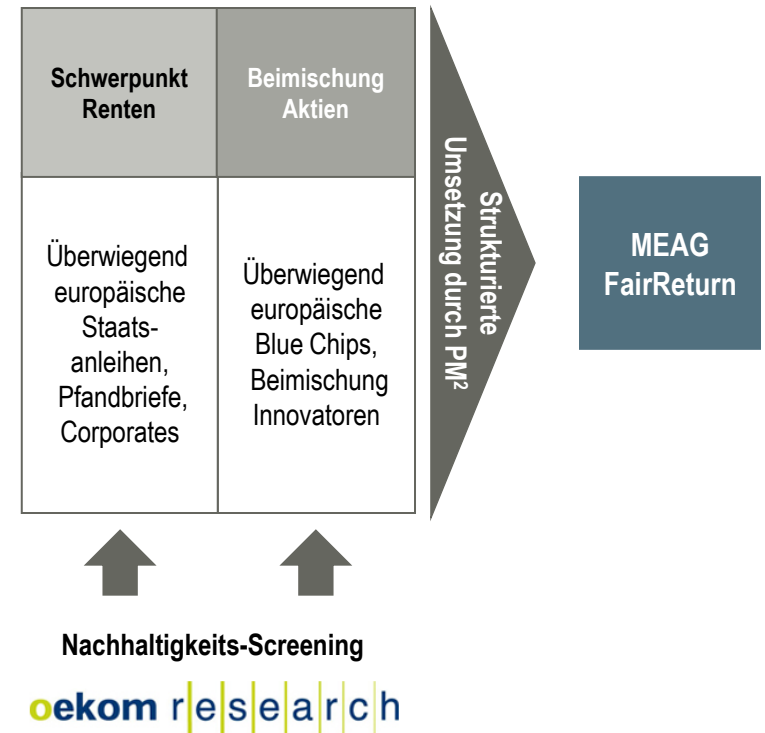 Schwerpunkt
Renten
Beimischung
Aktien
Überwiegend
europäische
Staats-
anleihen,
Pfandbriefe,
Corporates
Überwiegend
europäische
Blue Chips,
Beimischung
Innovatoren
Strukturierte
Umsetzung durch PM²
MEAG
FairReturn
Nachhaltigkeits-Screening
oekom r|e|s|e|a|r|c|h